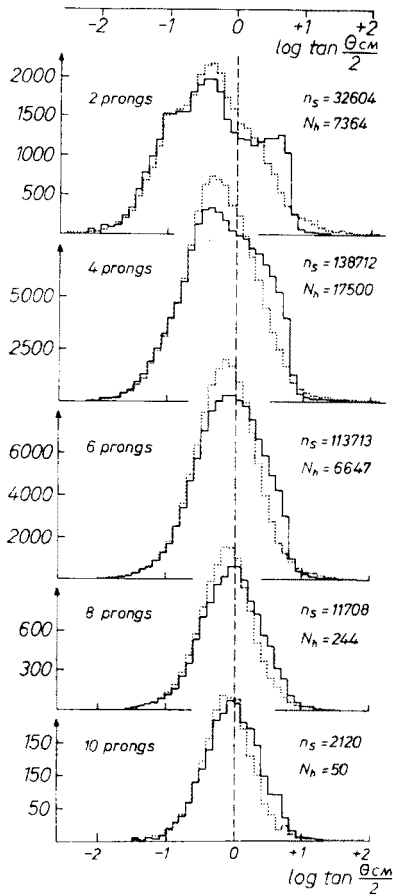 -2 -1 0 +1 +2
log tan θCM/2
2000
1500
1000
500
2 prongs
nₛ = 32604
Nₕ = 7364
5000
2500
4 prongs
nₛ = 138712
Nₕ = 17500
6000
4000
2000
6 prongs
nₛ = 113713
Nₕ = 6647
600
300
8 prongs
nₛ = 11708
Nₕ = 244
150
150
50
10 prongs
nₛ = 2120
Nₕ = 50
-2 -1 0 +1 +2
log tan θCM/2